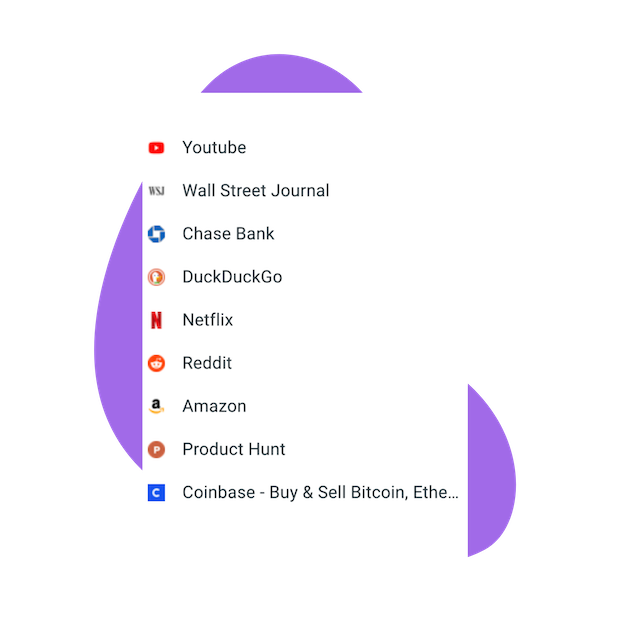 Youtube
WSJ Wall Street Journal
Chase Bank
DuckDuckGo
Netflix
Reddit
a Amazon
P Product Hunt
C Coinbase - Buy & Sell Bitcoin, Ethe...